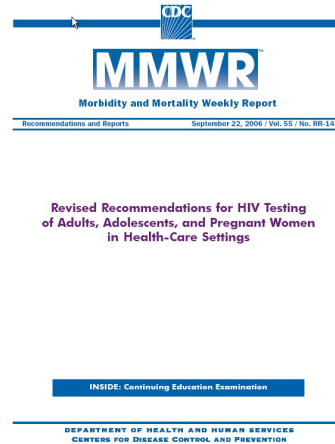 CDC
MMWR™
Morbidity and Mortality Weekly Report
Recommendations and Reports September 22, 2006 / Vol. 55 / No. RR-14
Revised Recommendations for HIV Testing
of Adults, Adolescents, and Pregnant Women
in Health-Care Settings
INSIDE: Continuing Education Examination
DEPARTMENT OF HEALTH AND HUMAN SERVICES
CENTERS FOR DISEASE CONTROL AND PREVENTION